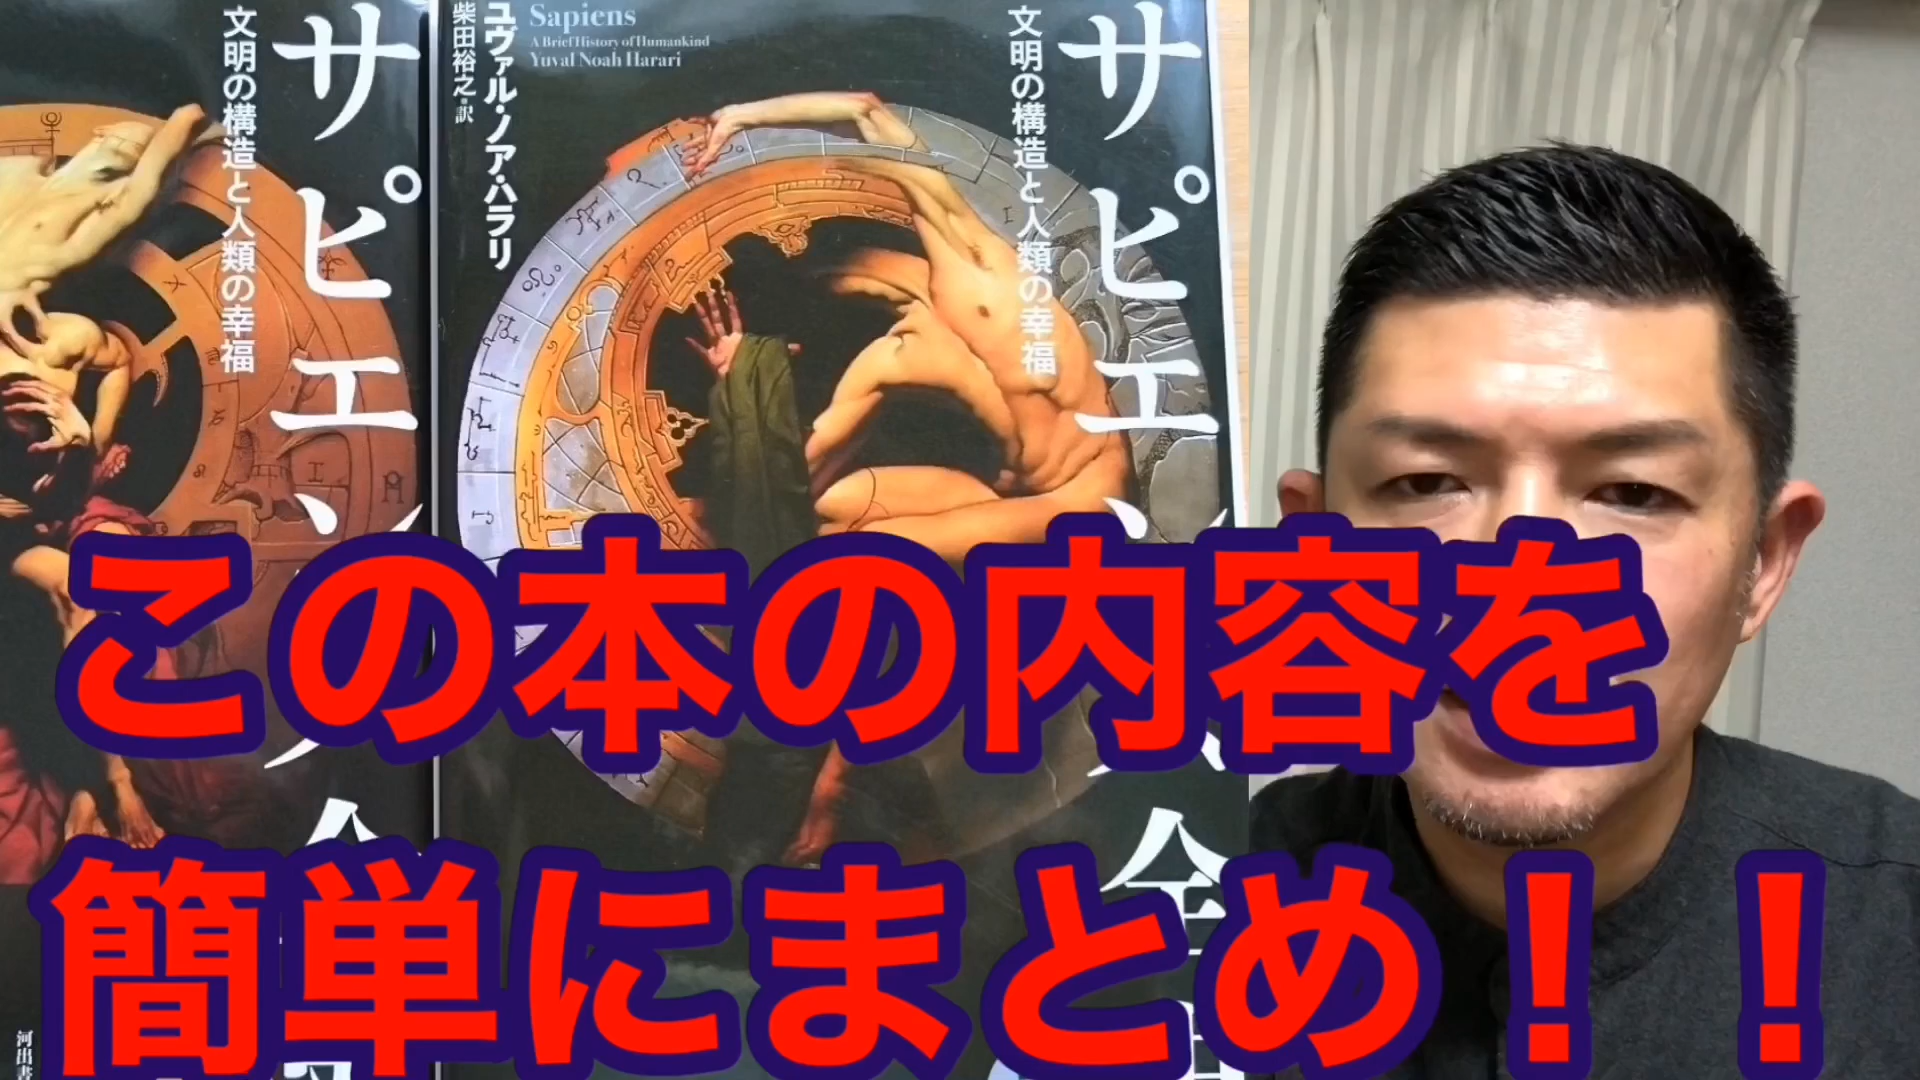 サピエンス全史
文明の構造と人類の幸福
サピエンス全
文明の構造と人類の幸福
Sapiens
A Brief History of Humankind
Yuval Noah Harari
ユヴァル・ノア・ハラリ
柴田裕之・訳
河出書
この本の内容を
簡単にまとめ！！